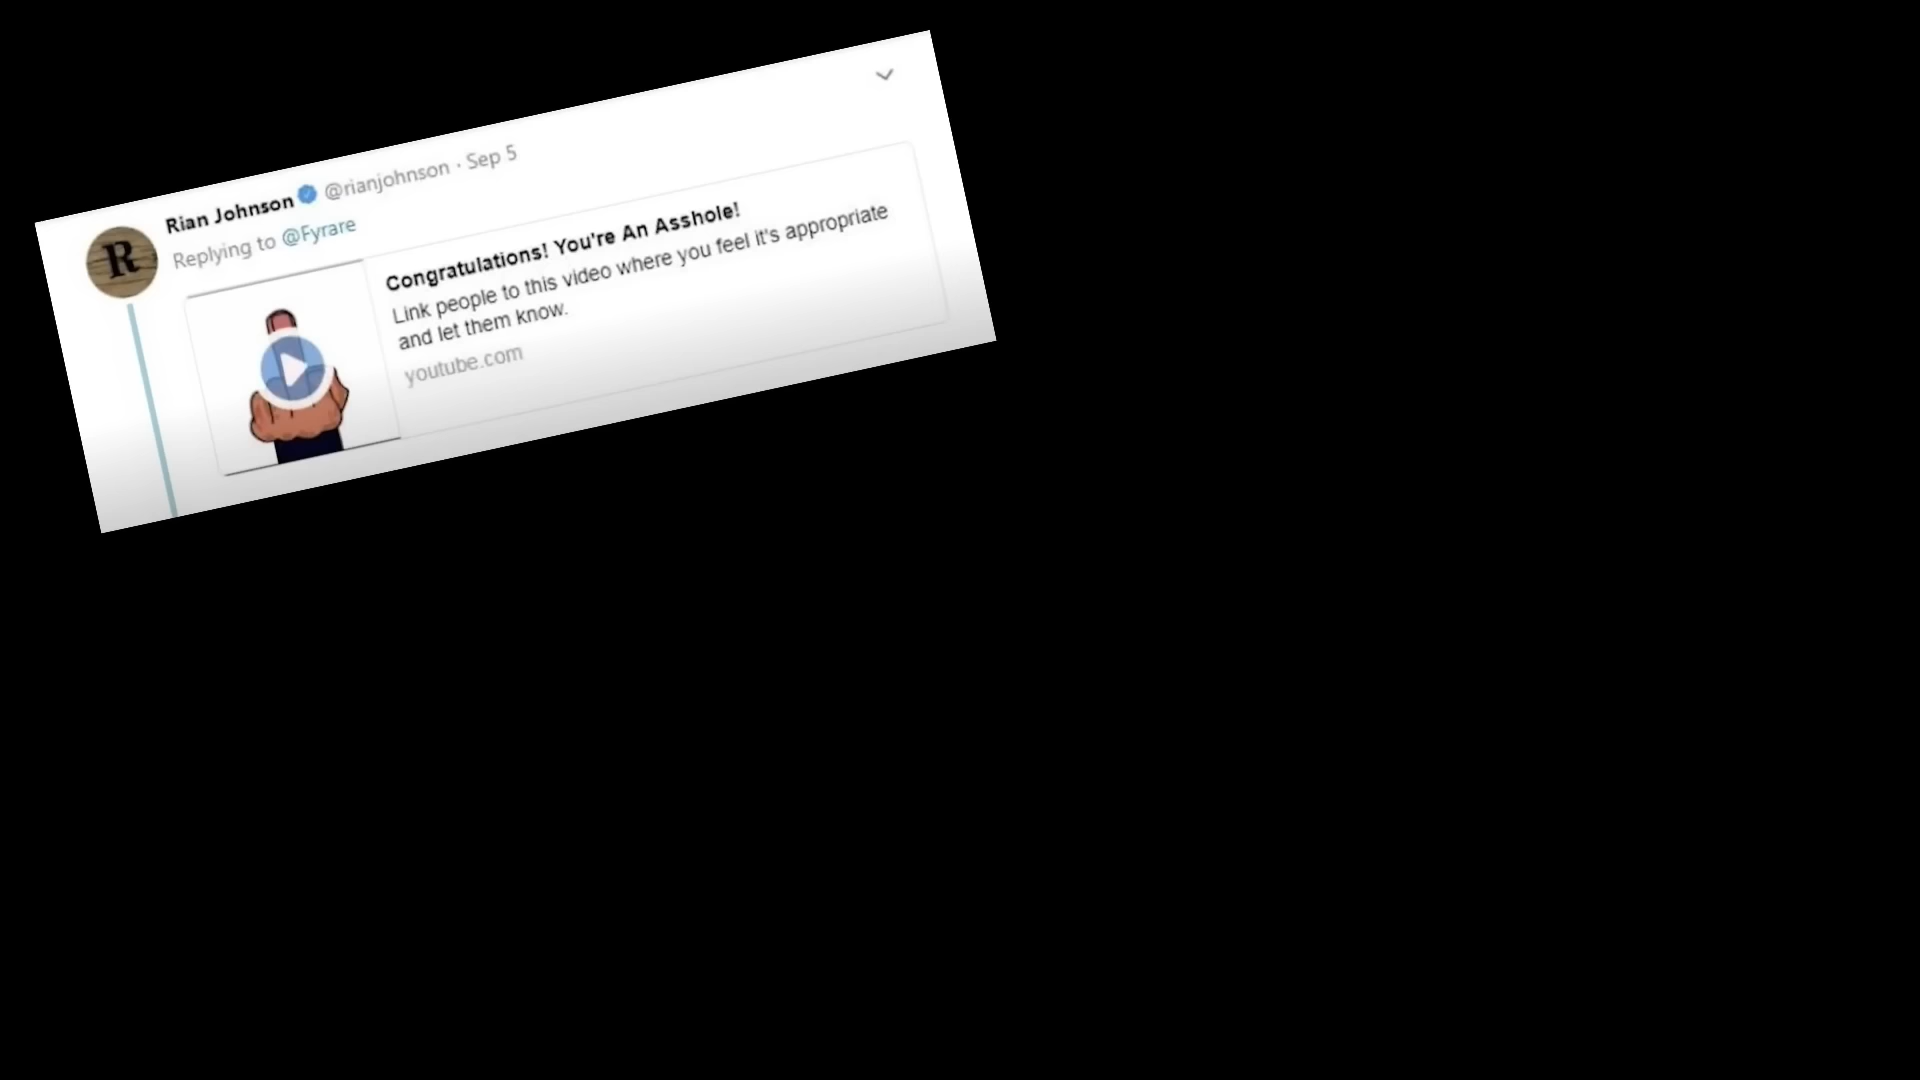 Rian Johnson @rianjohnson · Sep 5
Replying to @Fyrare
Congratulations! You're An Asshole!
Link people to this video where you feel it's appropriate
and let them know.
youtube.com
R